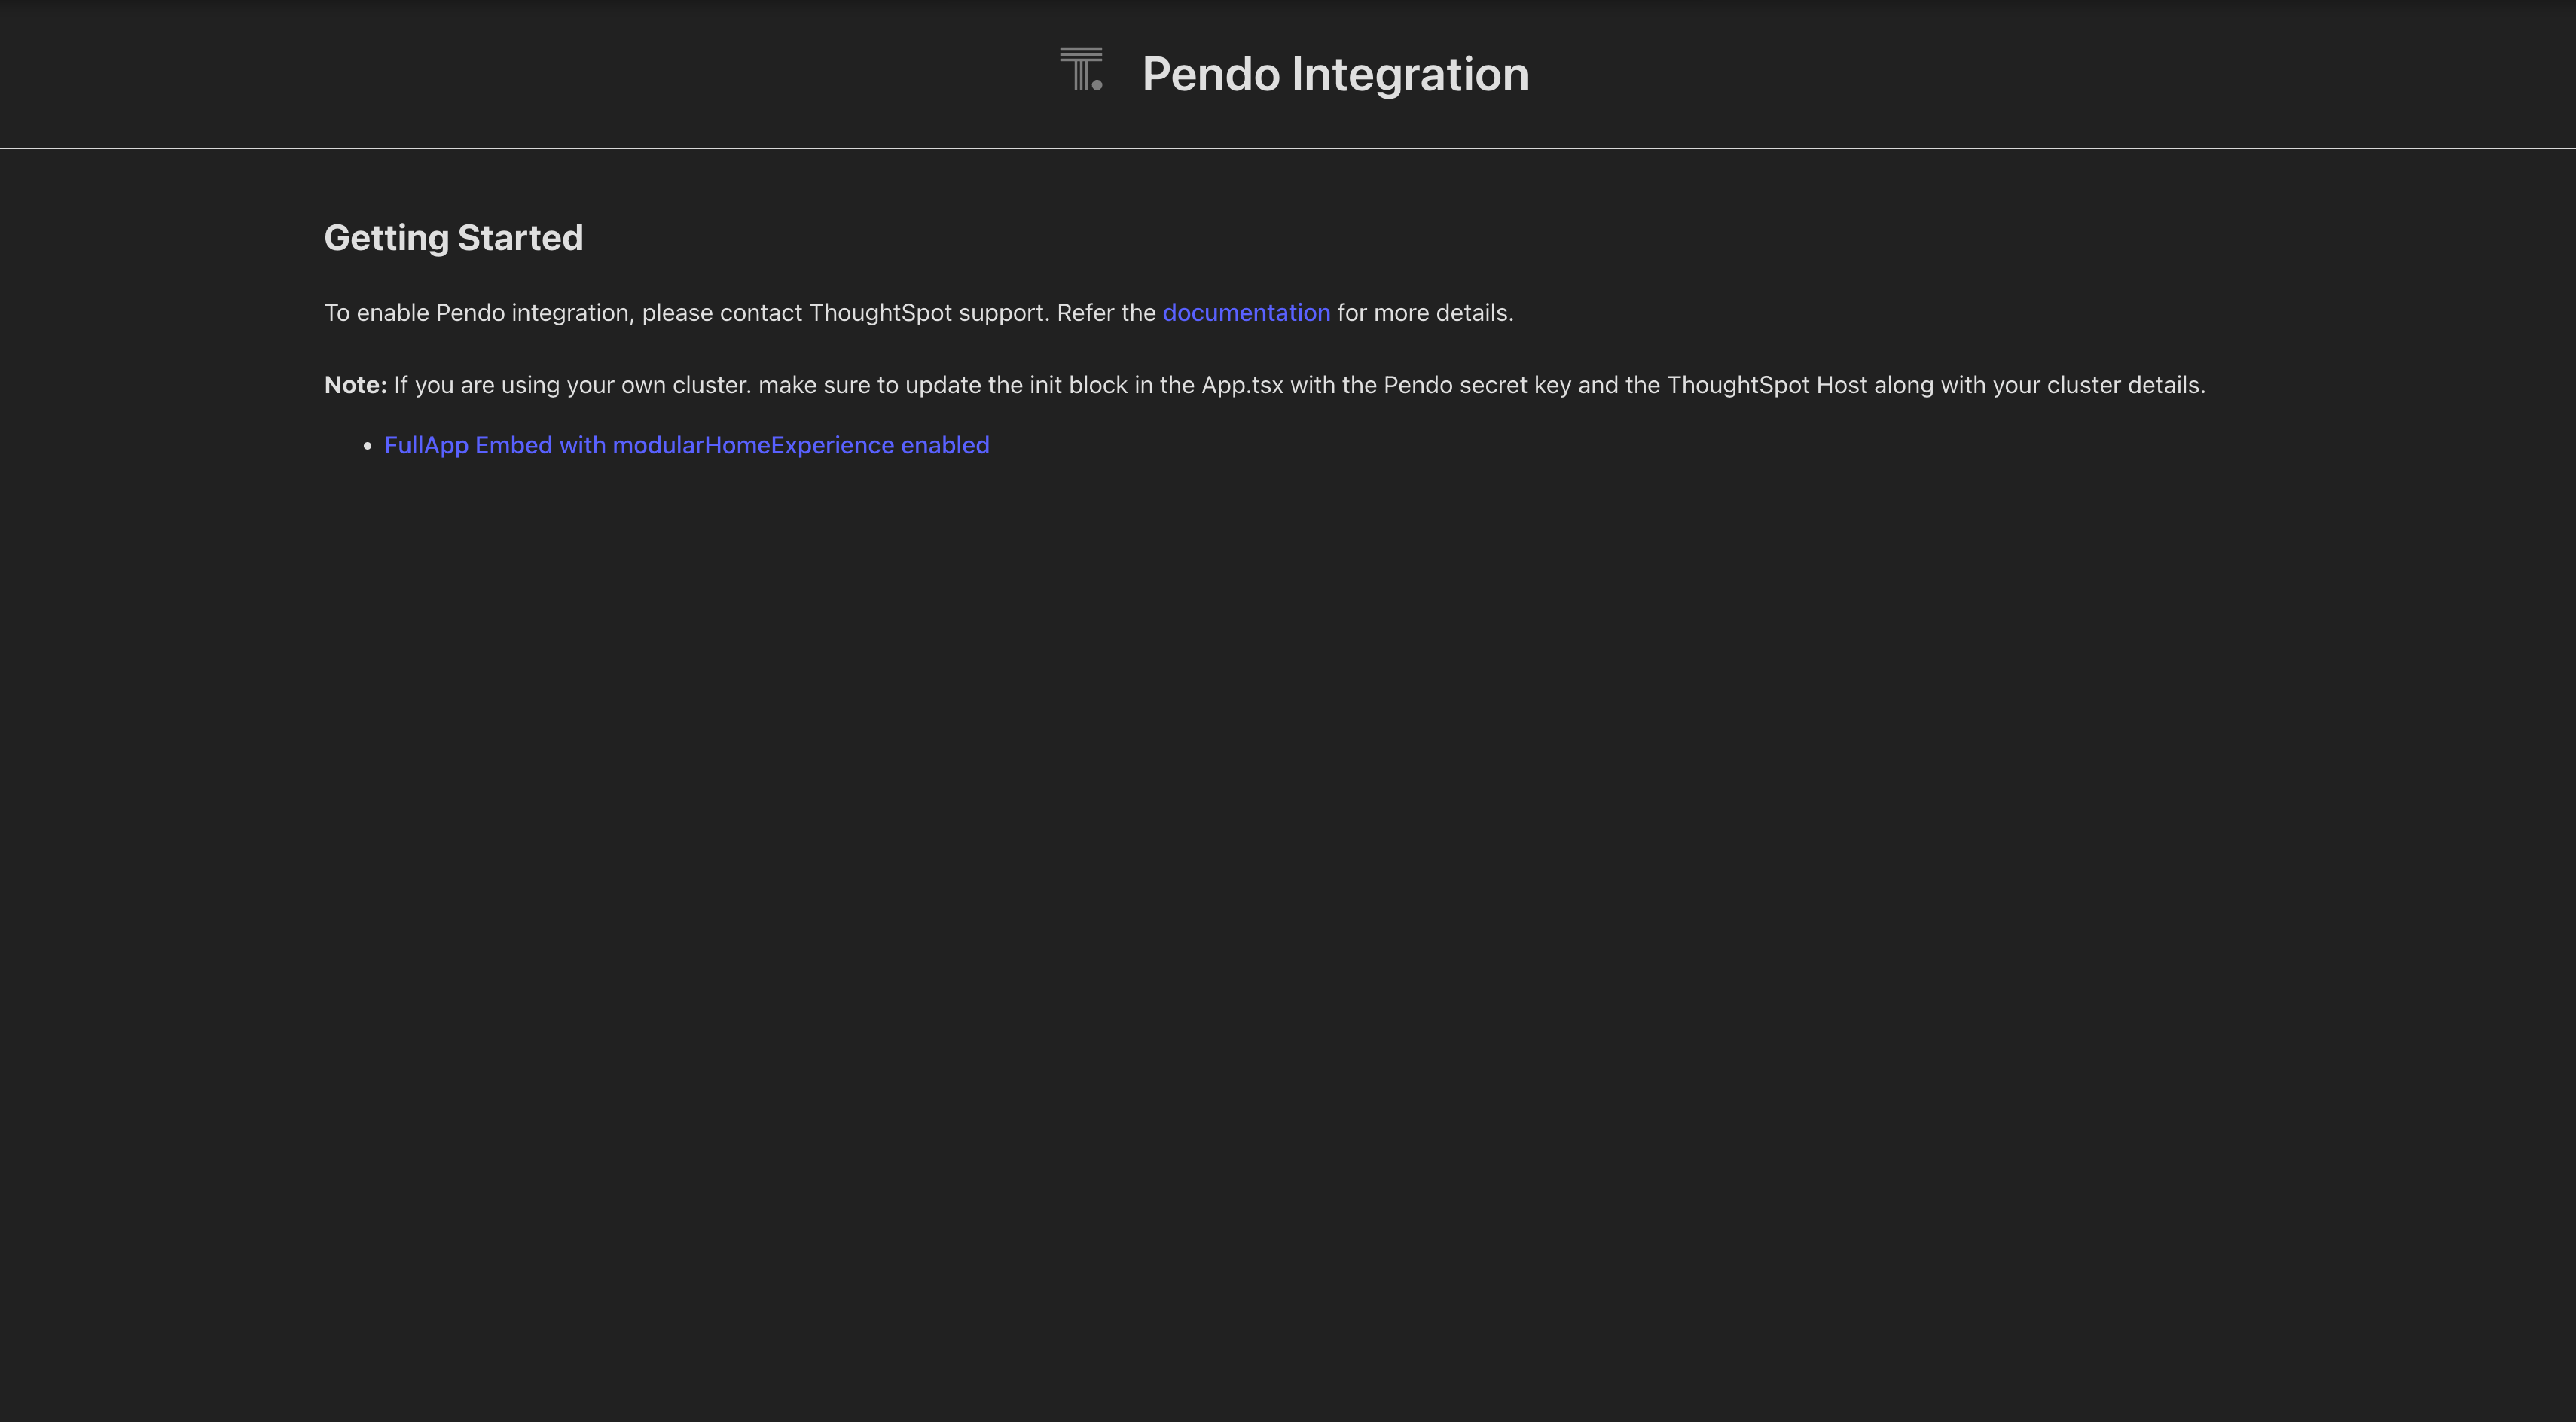 Pendo Integration
Getting Started
To enable Pendo integration, please contact ThoughtSpot support. Refer the documentation for more details.
Note: If you are using your own cluster. make sure to update the init block in the App.tsx with the Pendo secret key and the ThoughtSpot Host along with your cluster details.
• FullApp Embed with modularHomeExperience enabled